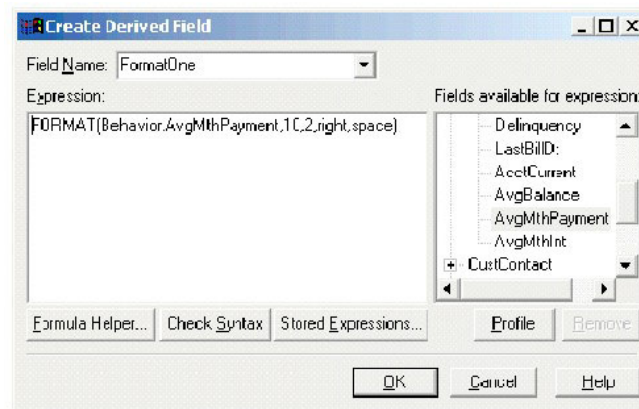 Create Derived Field
Field Name: FormatOne
Expression:
FORMAT(Behavior.AvgMthPayment,10,2,right,space)
Fields available for expression:
Delinquency
LastBillD:
AcctCurrent
AvgBalance
AvgMthPayment
AvgMthInt
CustContact
Formula Helper...
Check Syntax
Stored Expressions...
Profile
Remove
OK
Cancel
Help